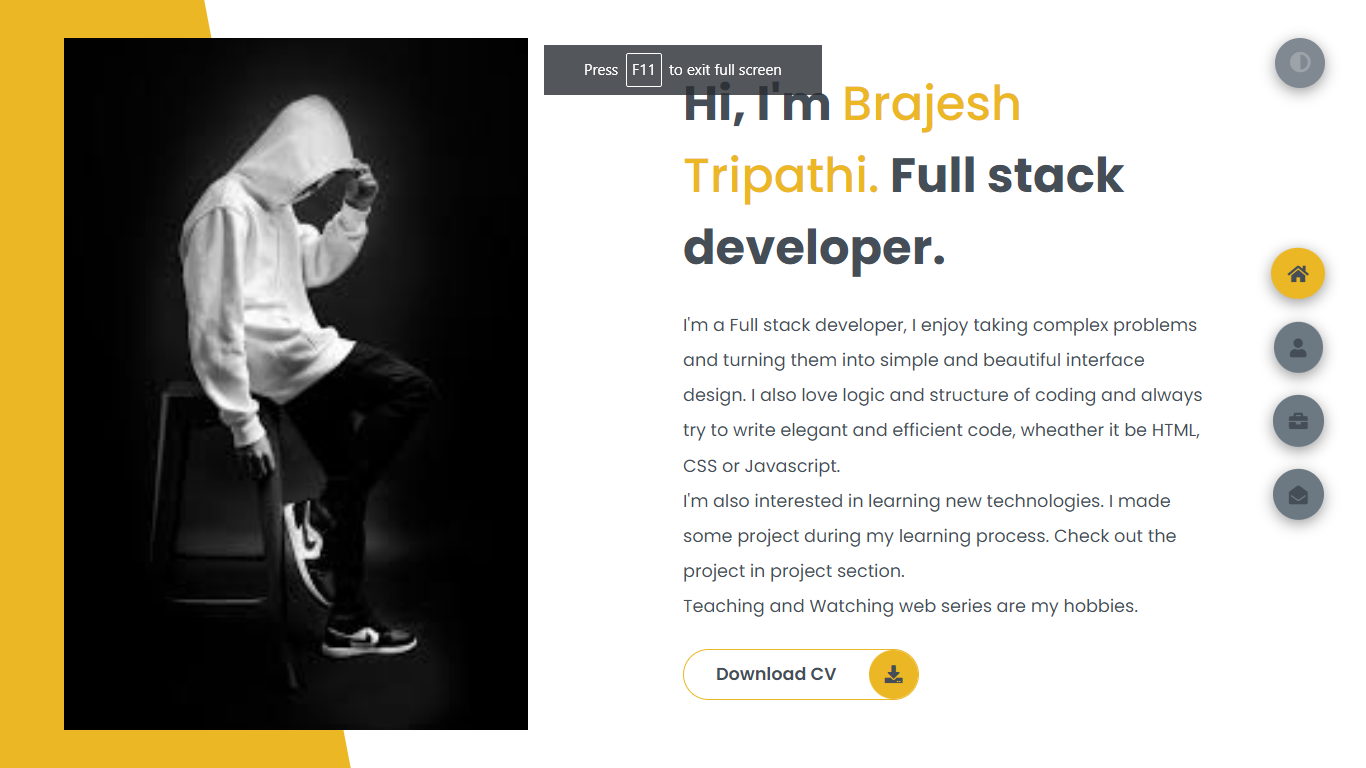 Press F11 to exit full screen
Hi, I'm Brajesh
Tripathi. Full stack
developer.
I'm a Full stack developer, I enjoy taking complex problems
and turning them into simple and beautiful interface
design. I also love logic and structure of coding and always
try to write elegant and efficient code, wheather it be HTML,
CSS or Javascript.
I'm also interested in learning new technologies. I made
some project during my learning process. Check out the
project in project section.
Teaching and Watching web series are my hobbies.
Download CV